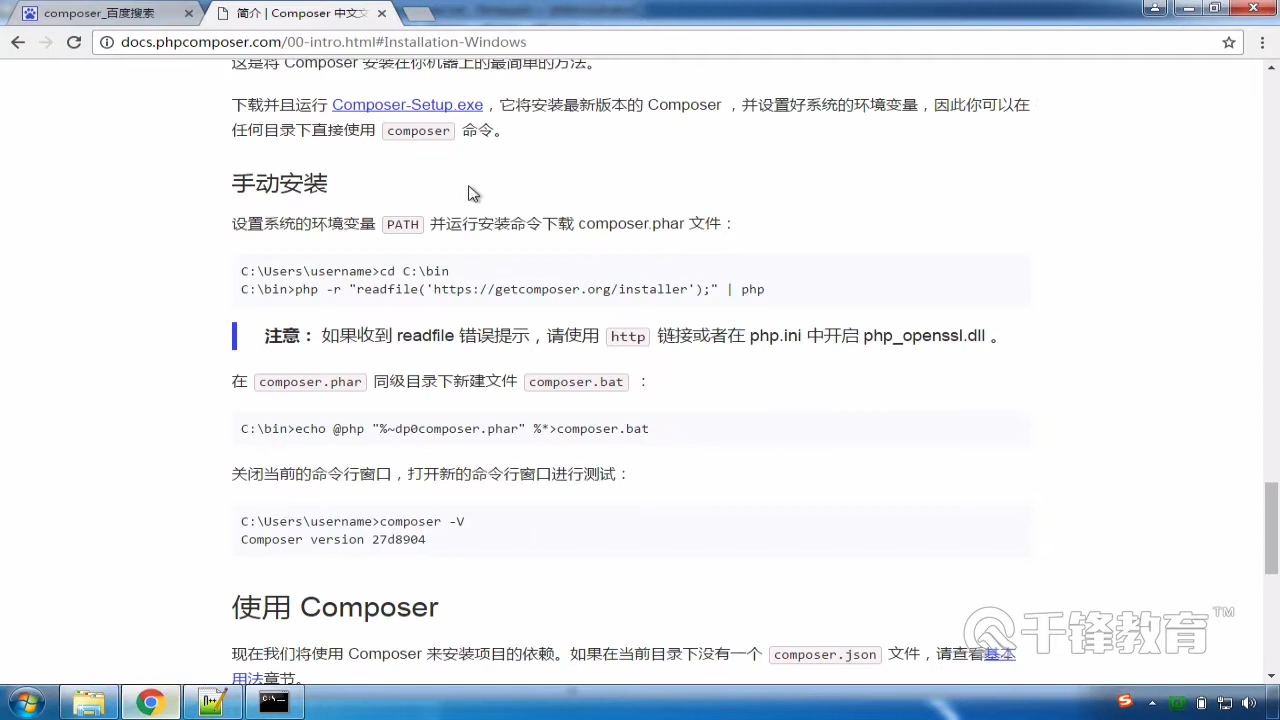 composer_百度搜索
简介 | Composer 中文文
docs.phpcomposer.com/00-intro.html#Installation-Windows
这是将 Composer 安装在你机器上的最简单的方法。
下载并且运行 Composer-Setup.exe，它将安装最新版本的 Composer ，并设置好系统的环境变量，因此你可以在
任何目录下直接使用 composer 命令。
手动安装
设置系统的环境变量 PATH 并运行安装命令下载 composer.phar 文件：
C:\Users\username>cd C:\bin
C:\bin>php -r "readfile('https://getcomposer.org/installer');" | php
注意： 如果收到 readfile 错误提示，请使用 http 链接或者在 php.ini 中开启 php_openssl.dll 。
在 composer.phar 同级目录下新建文件 composer.bat ：
C:\bin>echo @php "%~dp0composer.phar" %*>composer.bat
关闭当前的命令行窗口，打开新的命令行窗口进行测试：
C:\Users\username>composer -V
Composer version 27d8904
使用 Composer
现在我们将使用 Composer 来安装项目的依赖。如果在当前目录下没有一个 composer.json 文件，请查看基本
用法章节。
千锋教育™